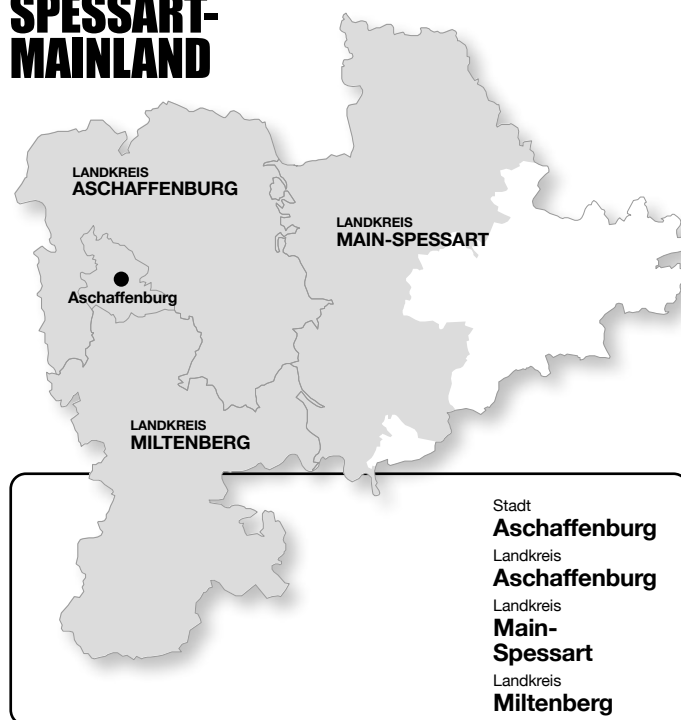 SPESSART-
MAINLAND
LANDKREIS
ASCHAFFENBURG
LANDKREIS
MAIN-SPESSART
Aschaffenburg
LANDKREIS
MILTENBERG
Stadt
Aschaffenburg
Landkreis
Aschaffenburg
Landkreis
Main-
Spessart
Landkreis
Miltenberg